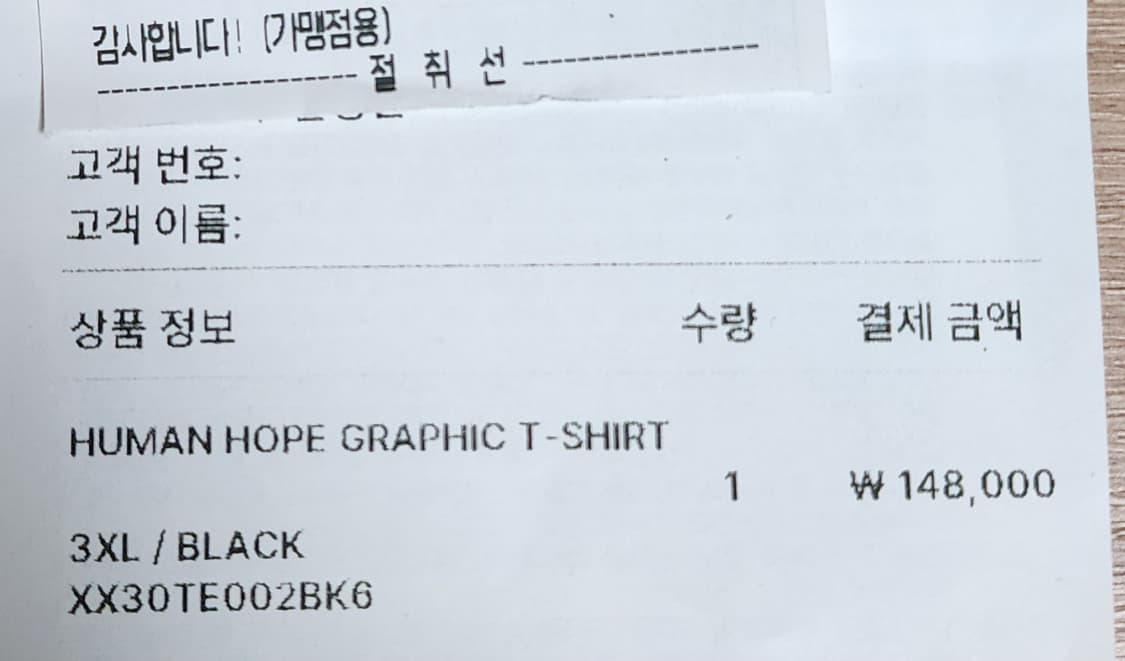 감사합니다! (가맹점용)
-------------------- 절 취 선 --------------------
고객 번호:
고객 이름:
상품 정보 수량 결제 금액
HUMAN HOPE GRAPHIC T-SHIRT
1 ₩ 148,000
3XL / BLACK
XX30TE002BK6